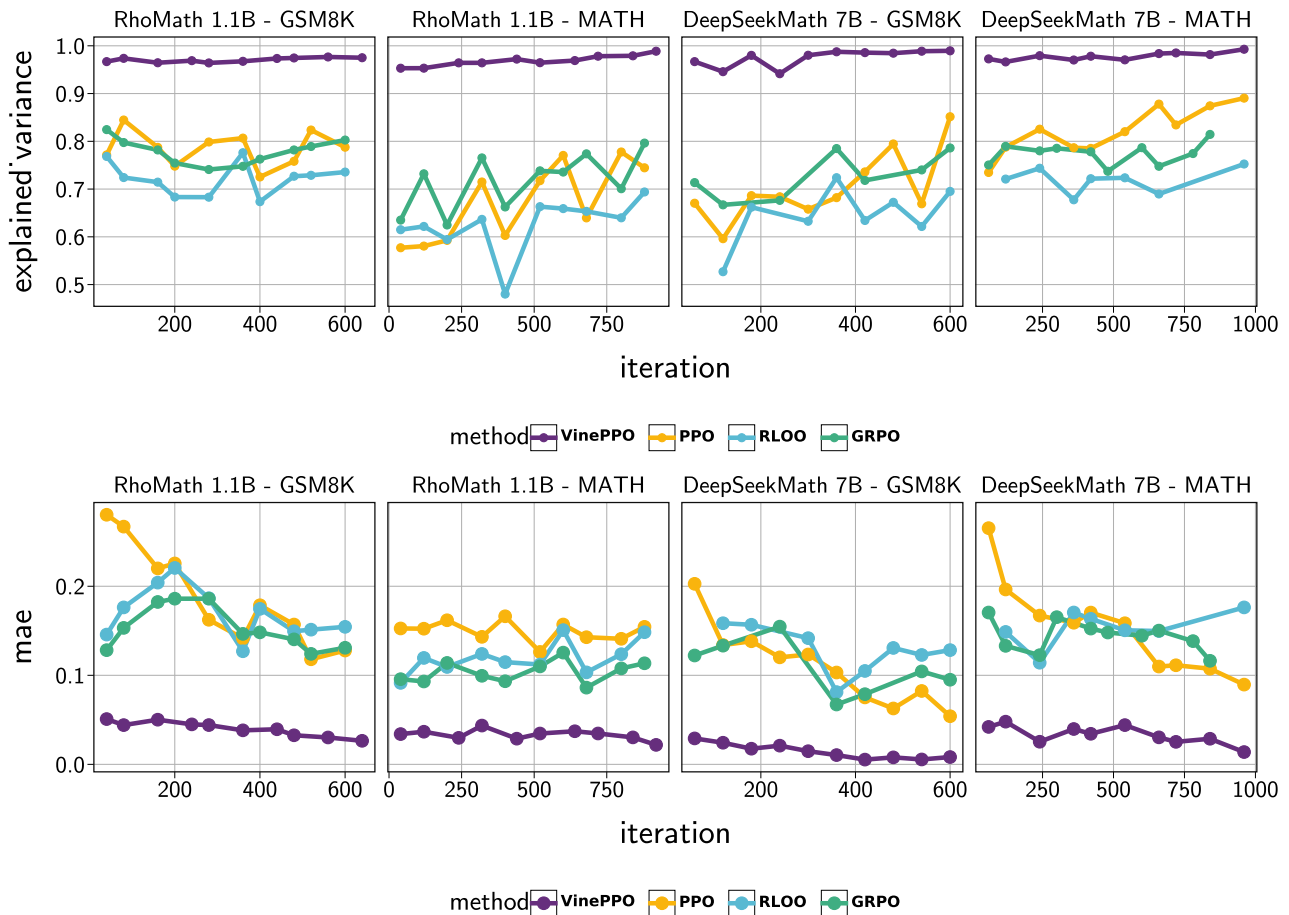 RhoMath 1.1B - GSM8K RhoMath 1.1B - MATH DeepSeekMath 7B - GSM8K DeepSeekMath 7B - MATH
explained variance
1.0
0.9
0.8
0.7
0.6
0.5
200 400 600 0 250 500 750 200 400 600 250 500 750 1000
iteration
method VinePPO PPO RLOO GRPO
RhoMath 1.1B - GSM8K RhoMath 1.1B - MATH DeepSeekMath 7B - GSM8K DeepSeekMath 7B - MATH
mae
0.2
0.1
0.0
200 400 600 0 250 500 750 200 400 600 250 500 750 1000
iteration
method VinePPO PPO RLOO GRPO